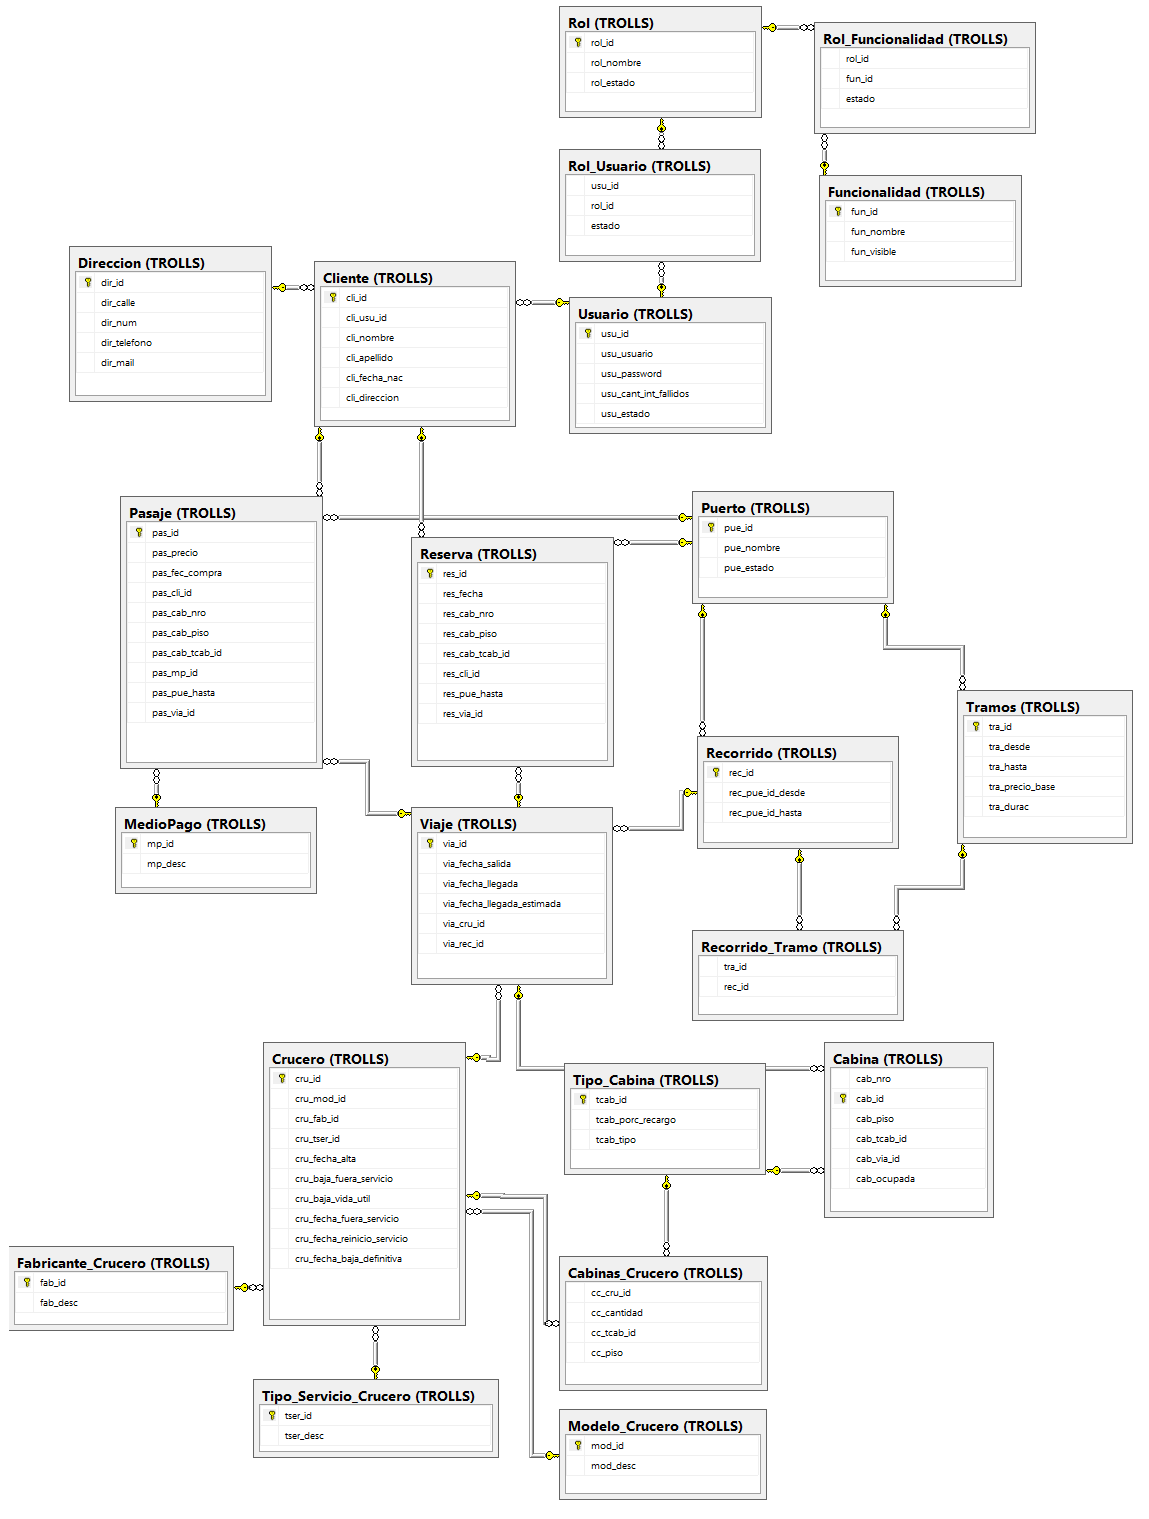 Rol (TROLLS)
rol_id
rol_nombre
rol_estado
Rol_Funcionalidad (TROLLS)
rol_id
fun_id
estado
Rol_Usuario (TROLLS)
usu_id
rol_id
estado
Funcionalidad (TROLLS)
fun_id
fun_nombre
fun_visible
Direccion (TROLLS)
dir_id
dir_calle
dir_num
dir_telefono
dir_mail
Cliente (TROLLS)
cli_id
cli_usu_id
cli_nombre
cli_apellido
cli_fecha_nac
cli_direccion
Usuario (TROLLS)
usu_id
usu_usuario
usu_password
usu_cant_int_fallidos
usu_estado
Pasaje (TROLLS)
pas_id
pas_precio
pas_fec_compra
pas_cli_id
pas_cab_nro
pas_cab_piso
pas_cab_tcab_id
pas_mp_id
pas_pue_hasta
pas_via_id
Reserva (TROLLS)
res_id
res_fecha
res_cab_nro
res_cab_piso
res_cab_tcab_id
res_cli_id
res_pue_hasta
res_via_id
Puerto (TROLLS)
pue_id
pue_nombre
pue_estado
Tramos (TROLLS)
tra_id
tra_desde
tra_hasta
tra_precio_base
tra_durac
Recorrido (TROLLS)
rec_id
rec_pue_id_desde
rec_pue_id_hasta
MedioPago (TROLLS)
mp_id
mp_desc
Viaje (TROLLS)
via_id
via_fecha_salida
via_fecha_llegada
via_fecha_llegada_estimada
via_cru_id
via_rec_id
Recorrido_Tramo (TROLLS)
tra_id
rec_id
Crucero (TROLLS)
cru_id
cru_mod_id
cru_fab_id
cru_tser_id
cru_fecha_alta
cru_baja_fuera_servicio
cru_baja_vida_util
cru_fecha_fuera_servicio
cru_fecha_reinicio_servicio
cru_fecha_baja_definitiva
Tipo_Cabina (TROLLS)
tcab_id
tcab_porc_recargo
tcab_tipo
Cabina (TROLLS)
cab_nro
cab_id
cab_piso
cab_tcab_id
cab_via_id
cab_ocupada
Fabricante_Crucero (TROLLS)
fab_id
fab_desc
Cabinas_Crucero (TROLLS)
cc_cru_id
cc_cantidad
cc_tcab_id
cc_piso
Tipo_Servicio_Crucero (TROLLS)
tser_id
tser_desc
Modelo_Crucero (TROLLS)
mod_id
mod_desc